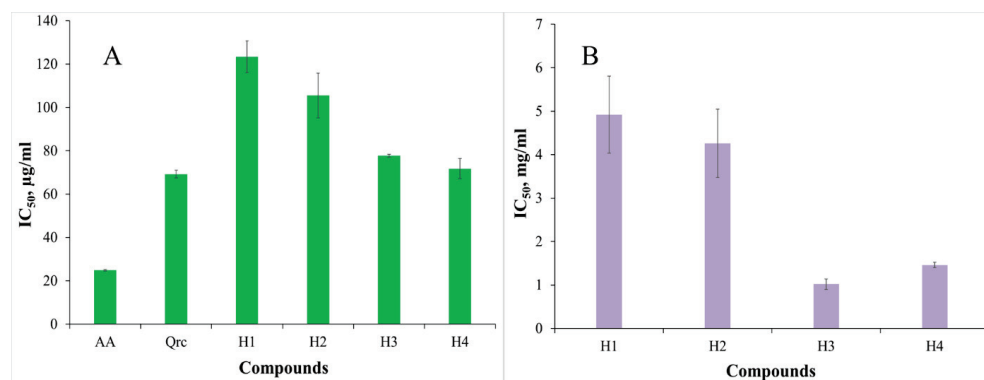 A
IC50, µg/ml
140
120
100
80
60
40
20
0
AA Qrc H1 H2 H3 H4
Compounds
B
IC50, mg/ml
7
6
5
4
3
2
1
0
H1 H2 H3 H4
Compounds